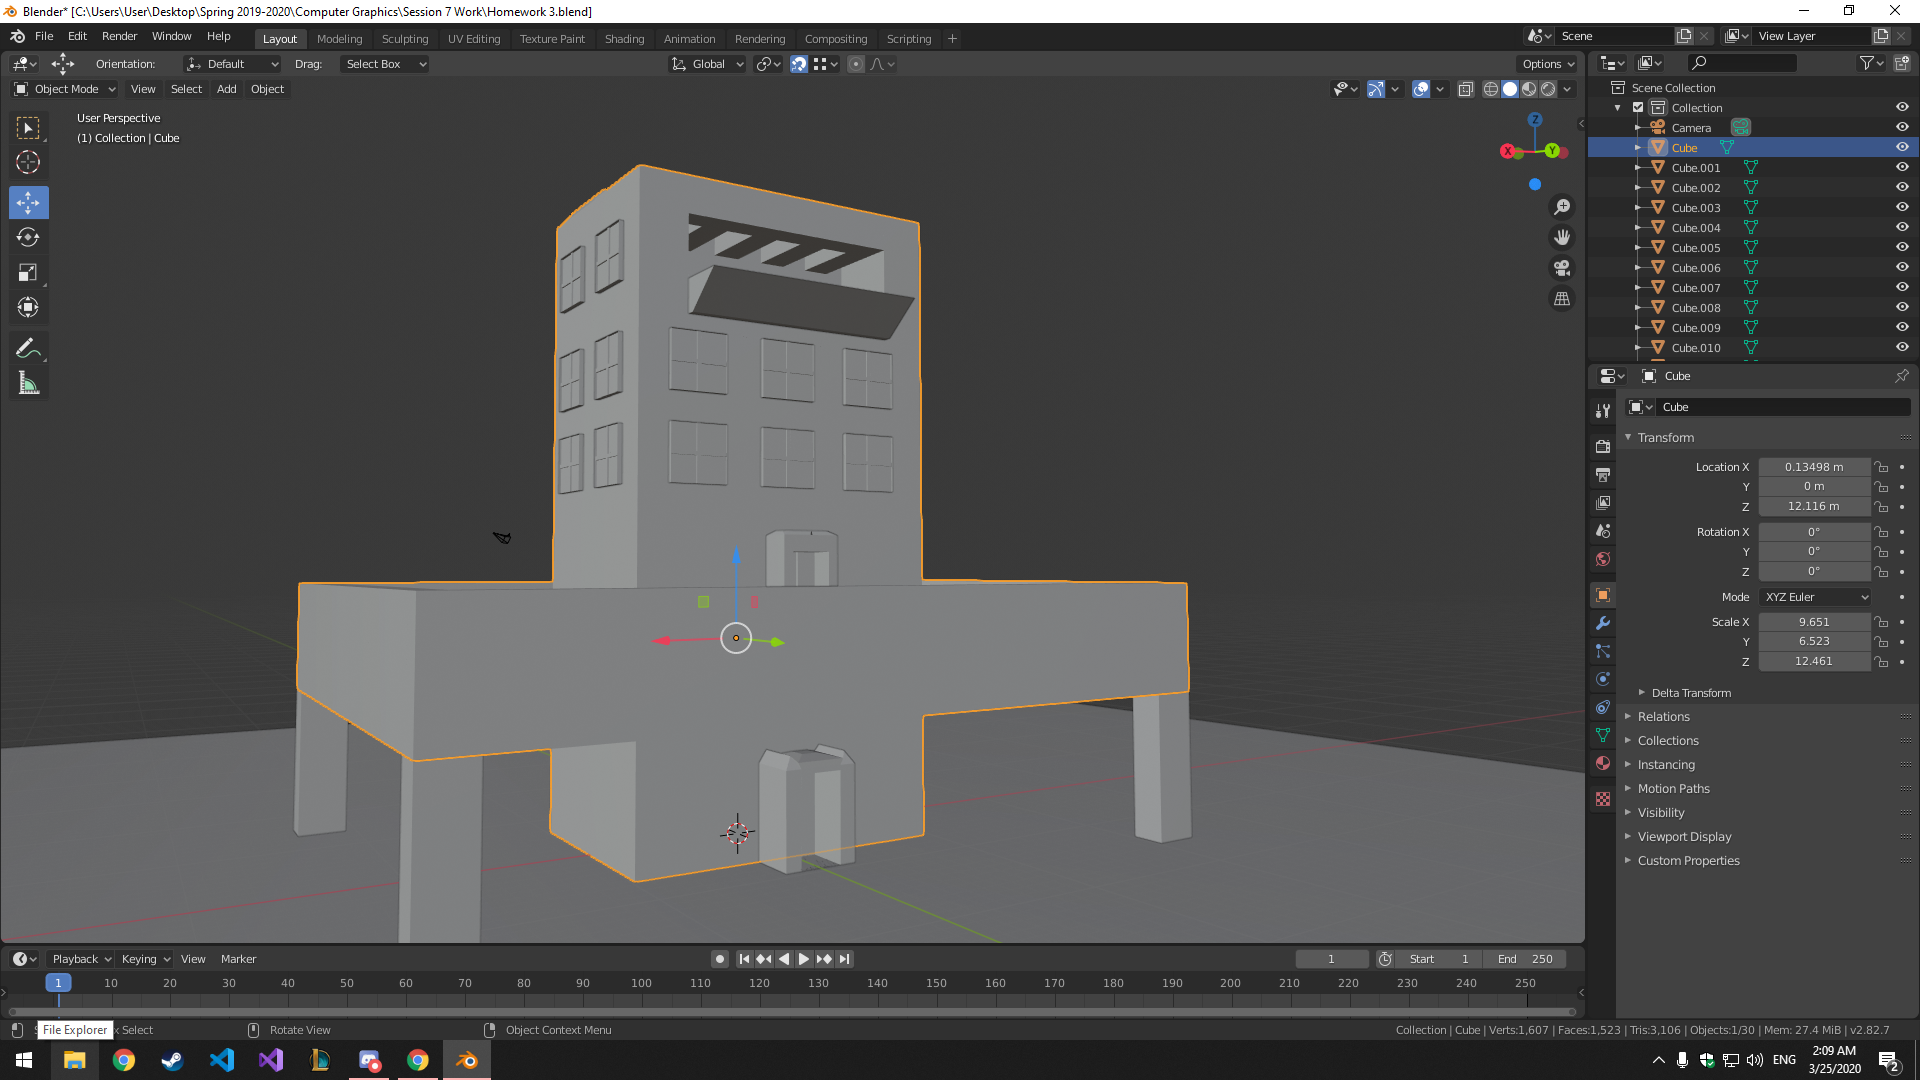 Blender* [C:\Users\User\Desktop\Spring 2019-2020\Computer Graphics\Session 7 Work\Homework 3.blend]
File Edit Render Window Help Layout Modeling Sculpting UV Editing Texture Paint Shading Animation Rendering Compositing Scripting + Scene View Layer
Orientation: Default Drag: Select Box Global Options
Object Mode View Select Add Object
User Perspective
(1) Collection | Cube
Z
X
Y
Scene Collection
Collection
Camera
Cube
Cube.001
Cube.002
Cube.003
Cube.004
Cube.005
Cube.006
Cube.007
Cube.008
Cube.009
Cube.010
Cube
Cube
Transform
Location X 0.13498 m
Y 0 m
Z 12.116 m
Rotation X 0°
Y 0°
Z 0°
Mode XYZ Euler
Scale X 9.651
Y 6.523
Z 12.461
Delta Transform
Relations
Collections
Instancing
Motion Paths
Visibility
Viewport Display
Custom Properties
Playback Keying View Marker 1 Start 1 End 250
1 10 20 30 40 50 60 70 80 90 100 110 120 130 140 150 160 170 180 190 200 210 220 230 240 250
File Explorer
x Select Rotate View Object Context Menu Collection | Cube | Verts:1,607 | Faces:1,523 | Tris:3,106 | Objects:1/30 | Mem: 27.4 MiB | v2.82.7
ENG
2:09 AM
3/25/2020
2